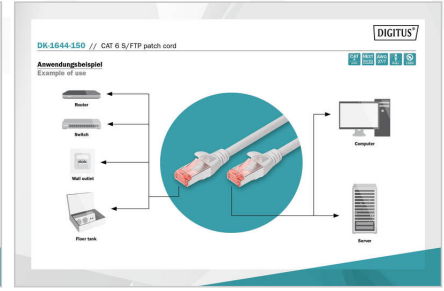 DIGITUS®
DK-1644-150 // CAT 6 S/FTP patch cord
Anwendungsbeispiel
Example of use
Router
Switch
Wall outlet
Floor tank
Computer
Server